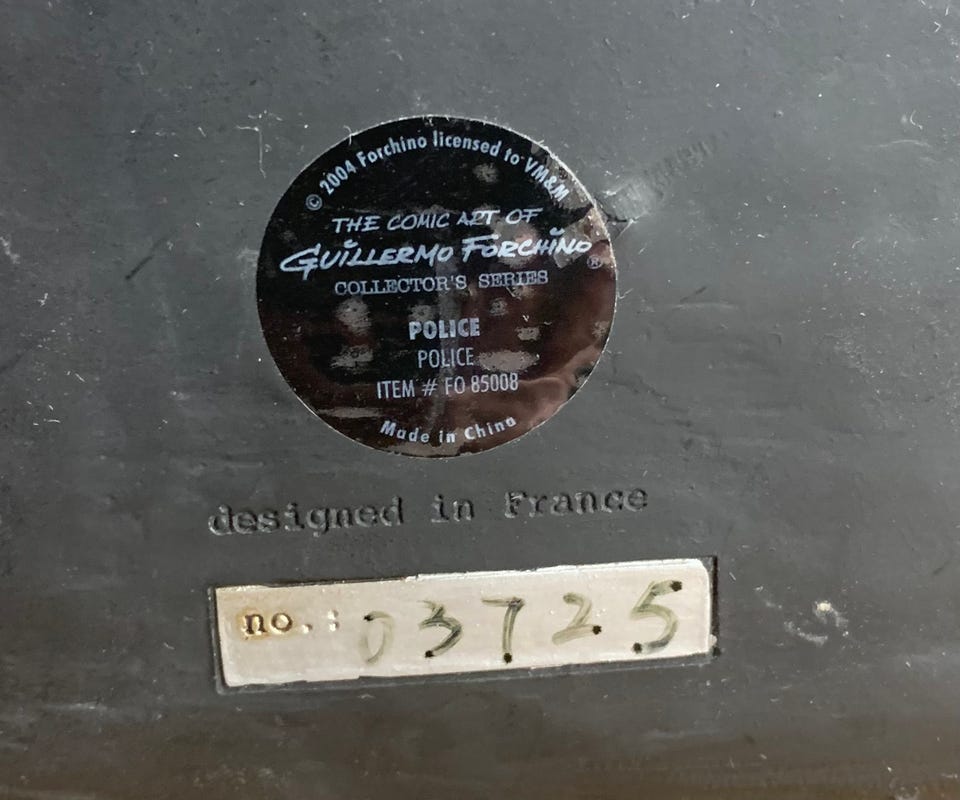 © 2004 Forchino licensed to VM&M
THE COMIC ART OF
GUILLERMO FORCHINO ®
COLLECTOR'S SERIES
POLICE
POLICE
ITEM # FO 85008
Made in China
designed in France
no.: 03725